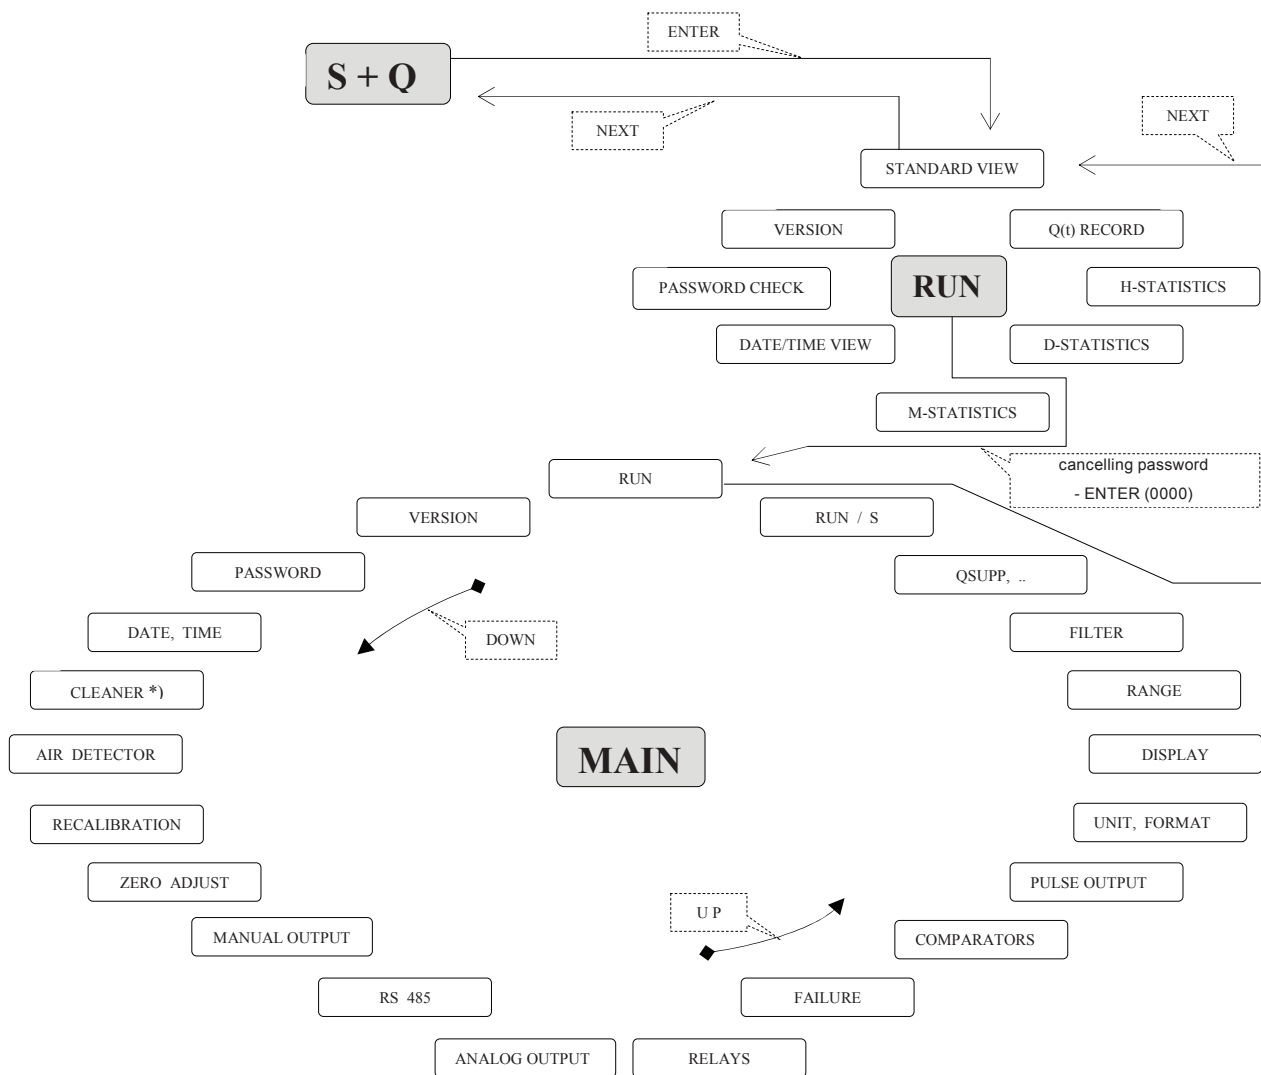 ENTER
S + Q
NEXT
NEXT
STANDARD VIEW
VERSION
Q(t) RECORD
PASSWORD CHECK
RUN
H-STATISTICS
DATE/TIME VIEW
D-STATISTICS
M-STATISTICS
cancelling password
- ENTER (0000)
RUN
VERSION
RUN / S
PASSWORD
QSUPP, ..
DATE, TIME
DOWN
FILTER
CLEANER *)
RANGE
AIR DETECTOR
MAIN
DISPLAY
RECALIBRATION
UNIT, FORMAT
ZERO ADJUST
PULSE OUTPUT
U P
MANUAL OUTPUT
COMPARATORS
RS 485
FAILURE
ANALOG OUTPUT
RELAYS